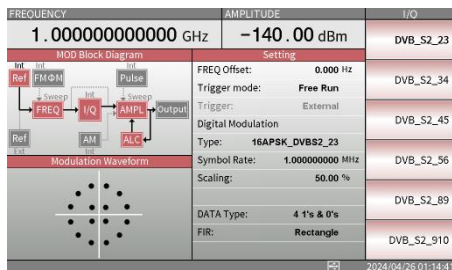 FREQUENCY AMPLITUDE I/Q
1.000000000000 GHz −140.00 dBm
MOD Block Diagram
Int Int Int
Ref FMΦM Pulse
Sweep Int Sweep
FREQ I/Q AMPL Output
Ref AM ALC
Ext Int
Modulation Waveform
Setting
FREQ Offset: 0.000 Hz
Trigger mode: Free Run
Trigger: External
Digital Modulation
Type: 16APSK_DVBS2_23
Symbol Rate: 1.000000000 MHz
Scaling: 50.00 %
DATA Type: 4 1's & 0's
FIR: Rectangle
DVB_S2_23
DVB_S2_34
DVB_S2_45
DVB_S2_56
DVB_S2_89
DVB_S2_910
2024/04/26 01:14:41